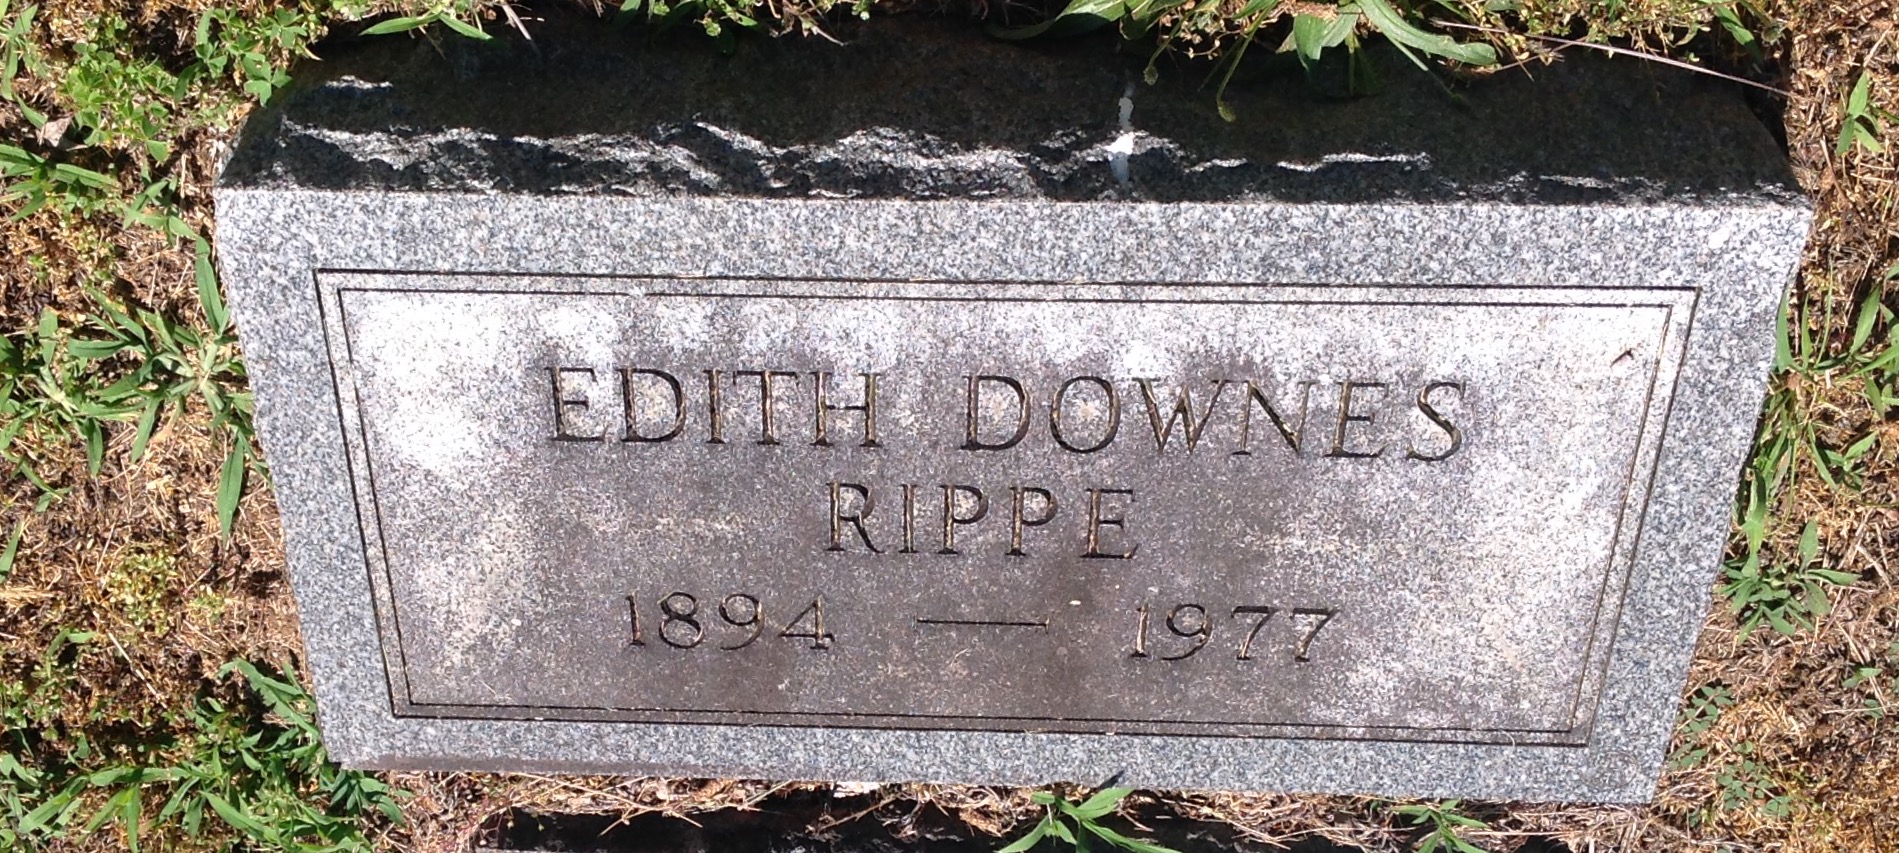 EDITH DOWNES
RIPPE
1894 — 1977